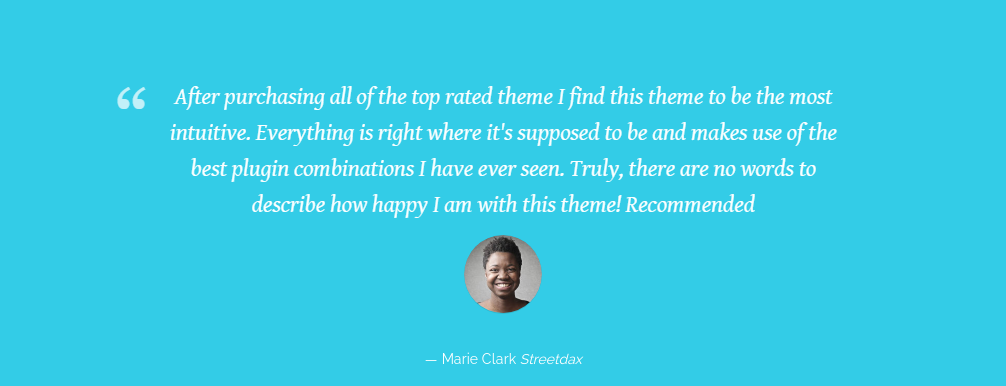 “ After purchasing all of the top rated theme I find this theme to be the most
intuitive. Everything is right where it's supposed to be and makes use of the
best plugin combinations I have ever seen. Truly, there are no words to
describe how happy I am with this theme! Recommended
— Marie Clark Streetdax